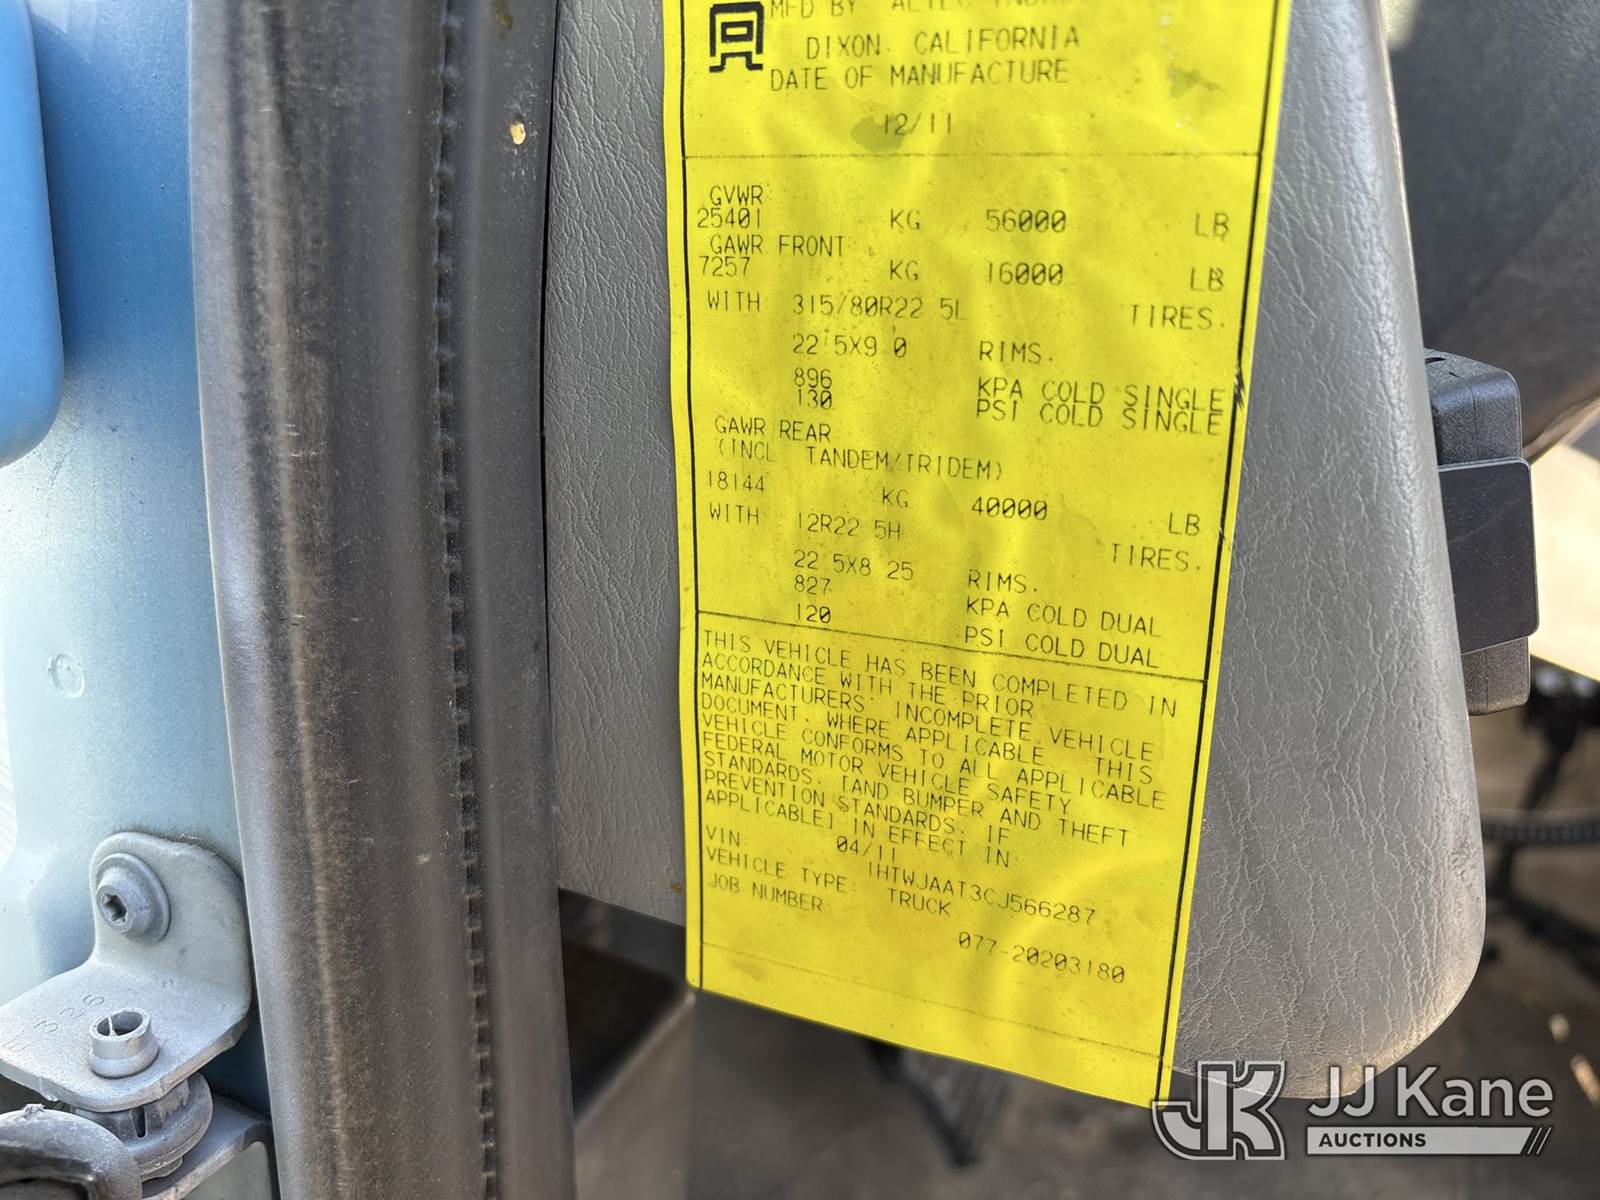 MFD BY ALTEC
DIXON. CALIFORNIA
DATE OF MANUFACTURE
12/11
GVWR
25401 KG 56000 LB
GAWR FRONT
7257 KG 16000 LB
WITH 315/80R22 5L TIRES.
22 5X9 0 RIMS.
896 KPA COLD SINGLE
130 PSI COLD SINGLE
GAWR REAR
(INCL TANDEM/TRIDEM)
18144 KG 40000 LB
WITH 12R22 5H TIRES.
22 5X8 25 RIMS.
827 KPA COLD DUAL
120 PSI COLD DUAL
THIS VEHICLE HAS BEEN COMPLETED IN
ACCORDANCE WITH THE PRIOR
MANUFACTURERS' INCOMPLETE VEHICLE
DOCUMENT, WHERE APPLICABLE THIS
VEHICLE CONFORMS TO ALL APPLICABLE
FEDERAL MOTOR VEHICLE SAFETY
STANDARDS, [AND BUMPER AND THEFT
PREVENTION STANDARDS, IF
APPLICABLE] IN EFFECT IN:
04/11
VIN: 1HTWJAAT3CJ566287
VEHICLE TYPE: TRUCK
JOB NUMBER: 077-20203180
326
JK JJ Kane
AUCTIONS